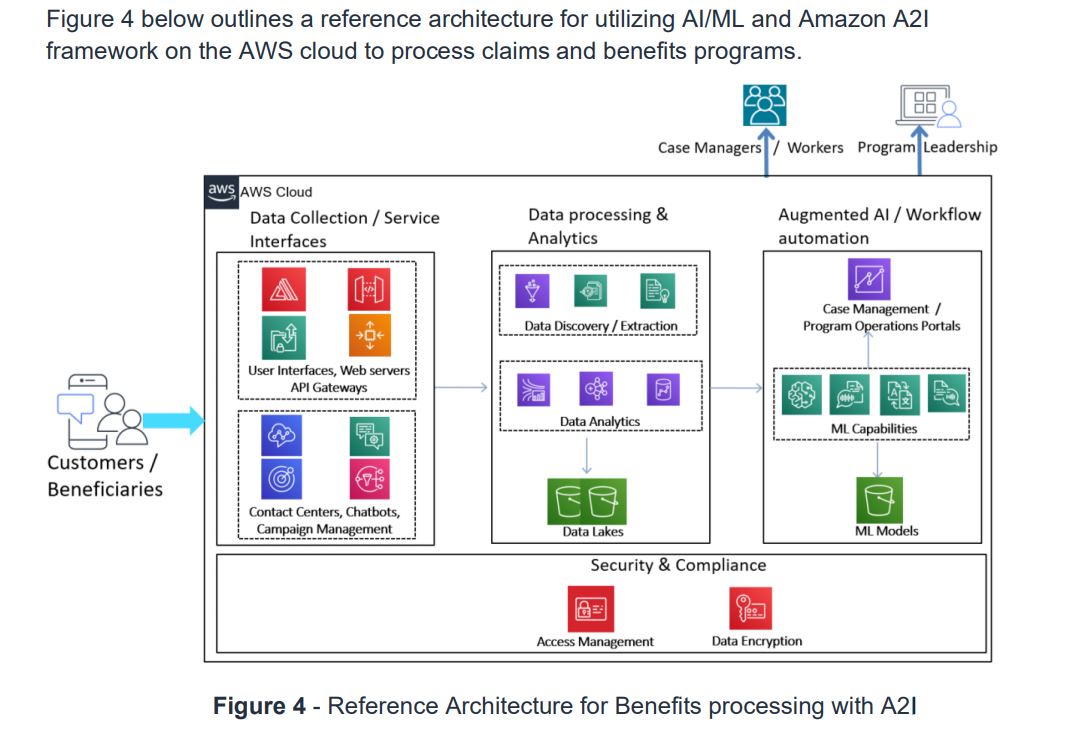 Figure 4 below outlines a reference architecture for utilizing AI/ML and Amazon A2I
framework on the AWS cloud to process claims and benefits programs.
Case Managers / Workers
Program Leadership
aws
AWS Cloud
Data Collection / Service
Interfaces
User Interfaces, Web servers
API Gateways
Contact Centers, Chatbots,
Campaign Management
Data processing &
Analytics
Data Discovery / Extraction
Data Analytics
Data Lakes
Augmented AI / Workflow
automation
Case Management /
Program Operations Portals
ML Capabilities
ML Models
Customers /
Beneficiaries
Security & Compliance
Access Management
Data Encryption
Figure 4 - Reference Architecture for Benefits processing with A2I